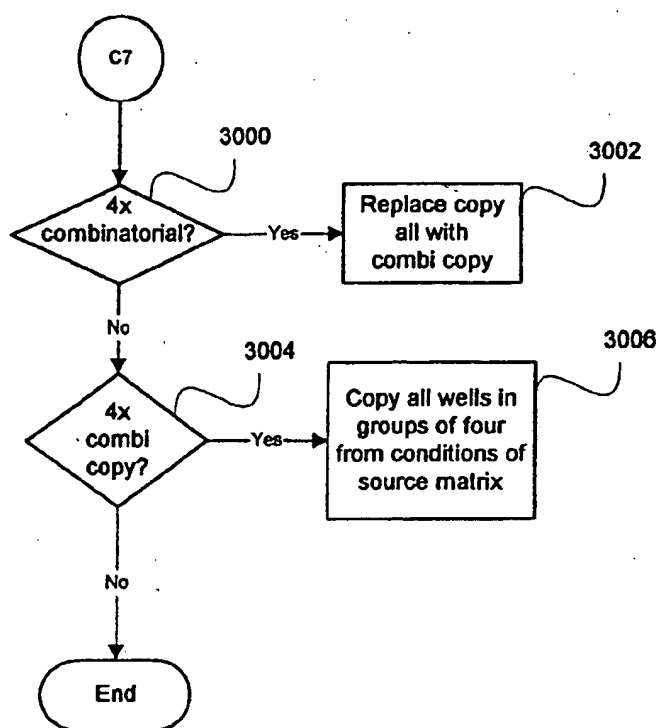 C7
3000
4x
combinatorial?
Yes
3002
Replace copy
all with
combi copy
No
3004
4x
combi
copy?
Yes
3006
Copy all wells in
groups of four
from conditions of
source matrix
No
End